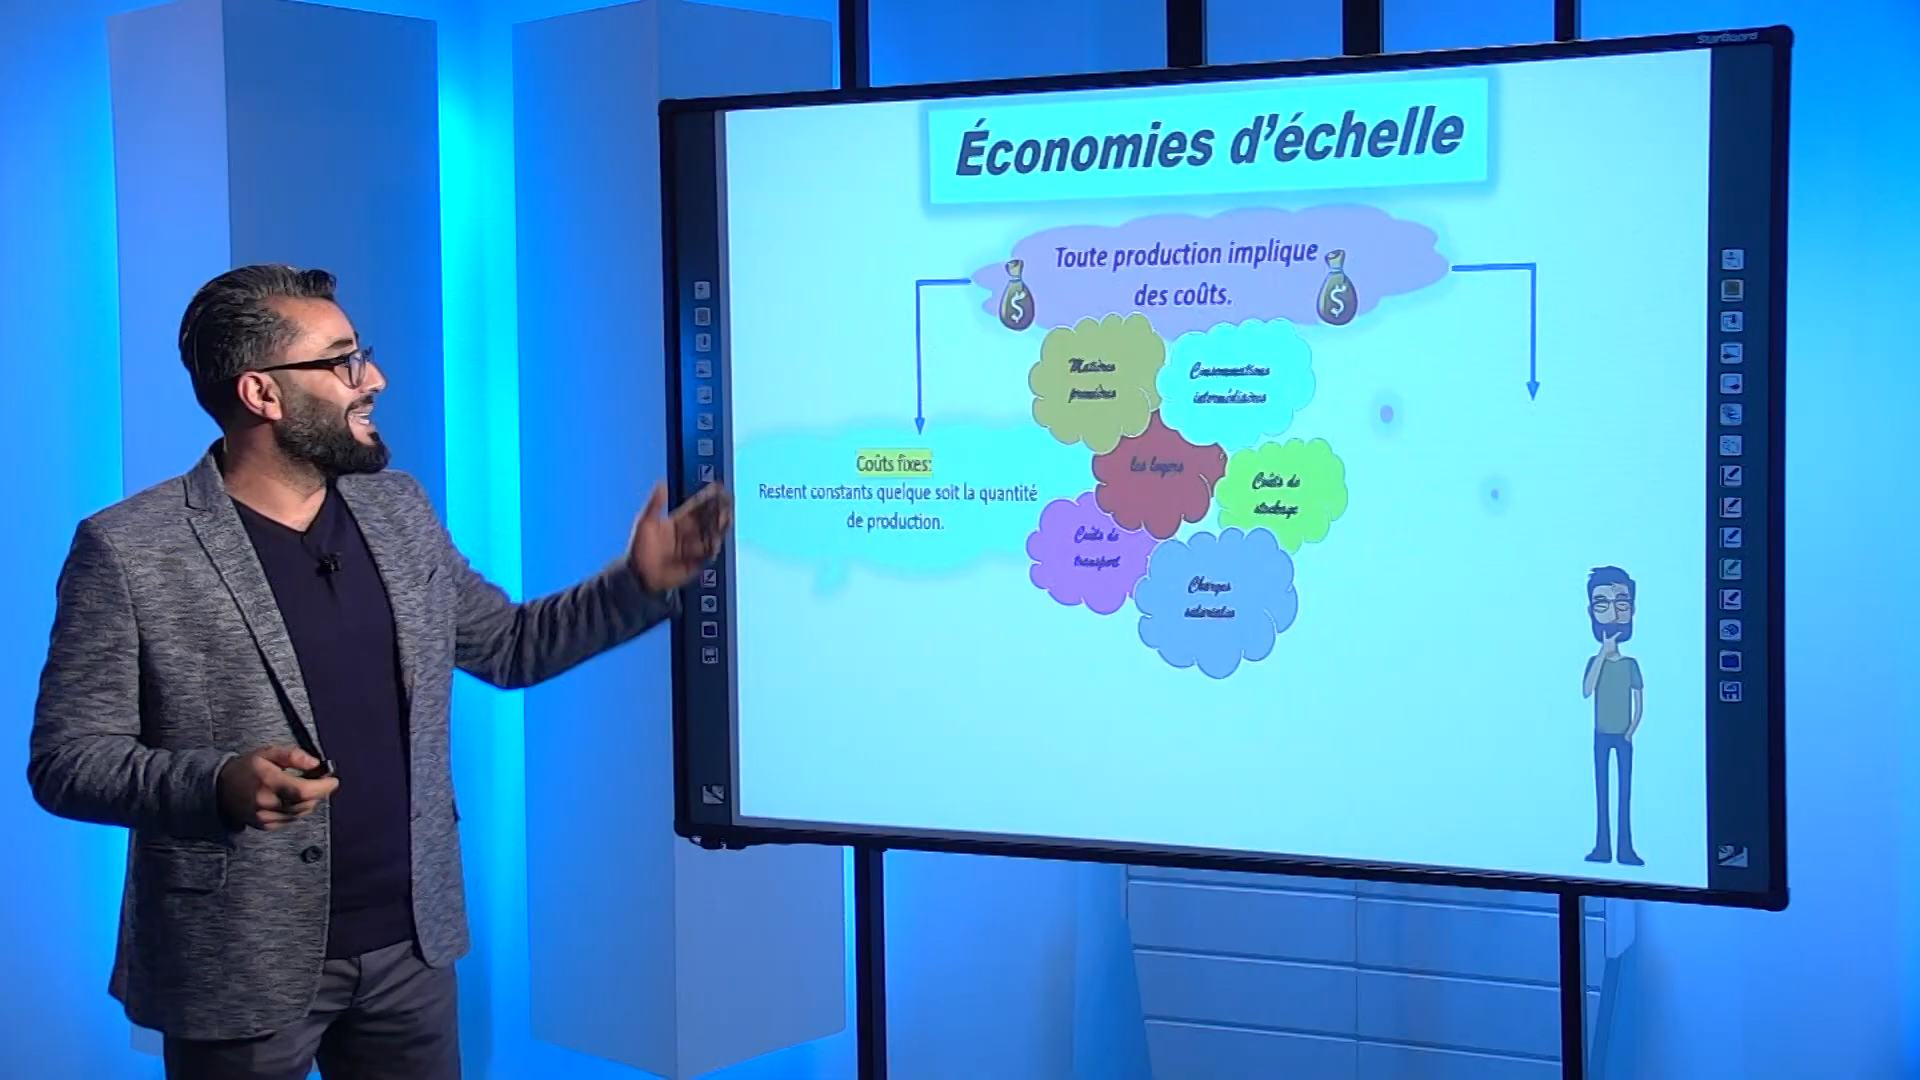 StarBoard
Économies d'échelle
Toute production implique
des coûts.
$
$
Matières
premières
Consommations
intermédiaires
les loyers
Coûts de
stockage
Coûts fixes:
Restent constants quelque soit la quantité
de production.
Coûts de
transport
Charges
salariales